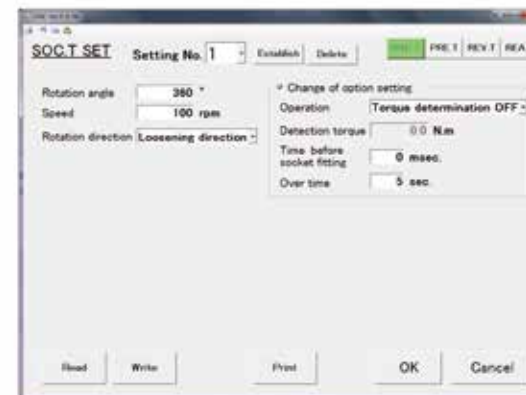 SOC.T SET Setting No. 1 Establish Delete PRE.T REV.T REA
Rotation angle 360 °
Speed 100 rpm
Rotation direction Loosening direction
Change of option setting
Operation Torque determination OFF
Detection torque 0.0 N.m
Time before
socket fitting 0 msec.
Over time 5 sec.
Read Write Print OK Cancel